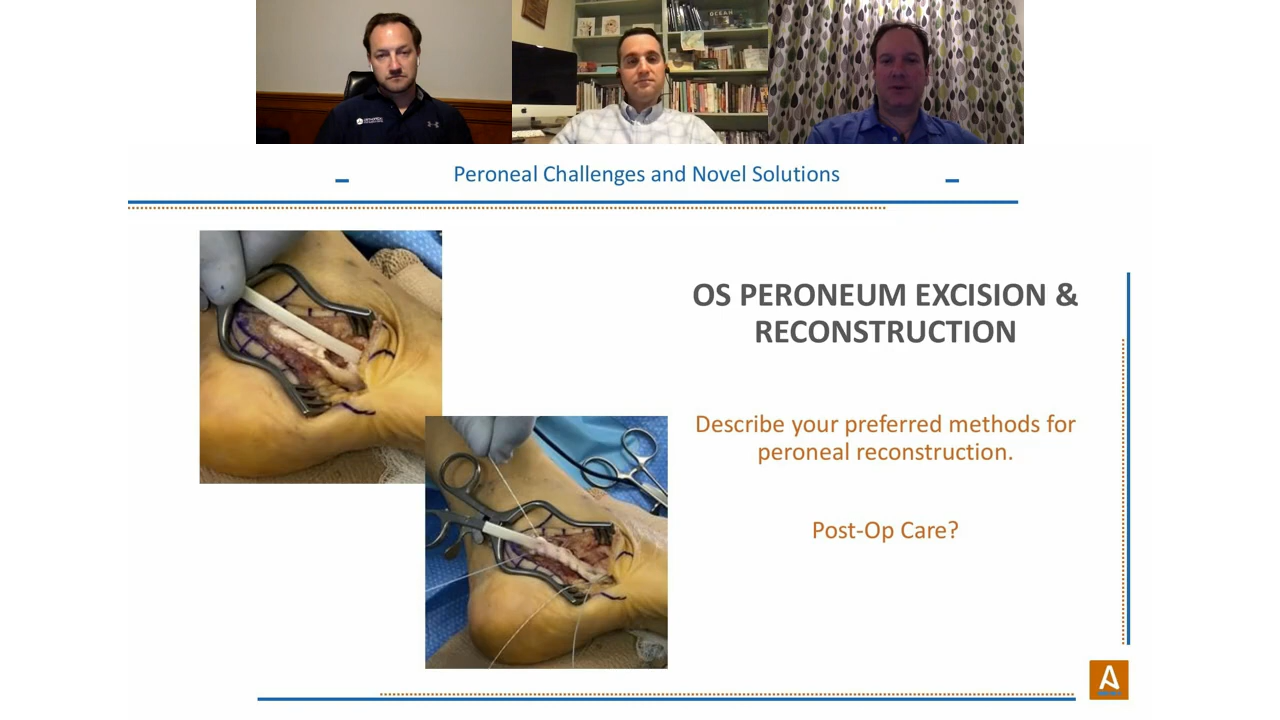 OCEAN
Peroneal Challenges and Novel Solutions
OS PERONEUM EXCISION &
RECONSTRUCTION
Describe your preferred methods for
peroneal reconstruction.
Post-Op Care?
A